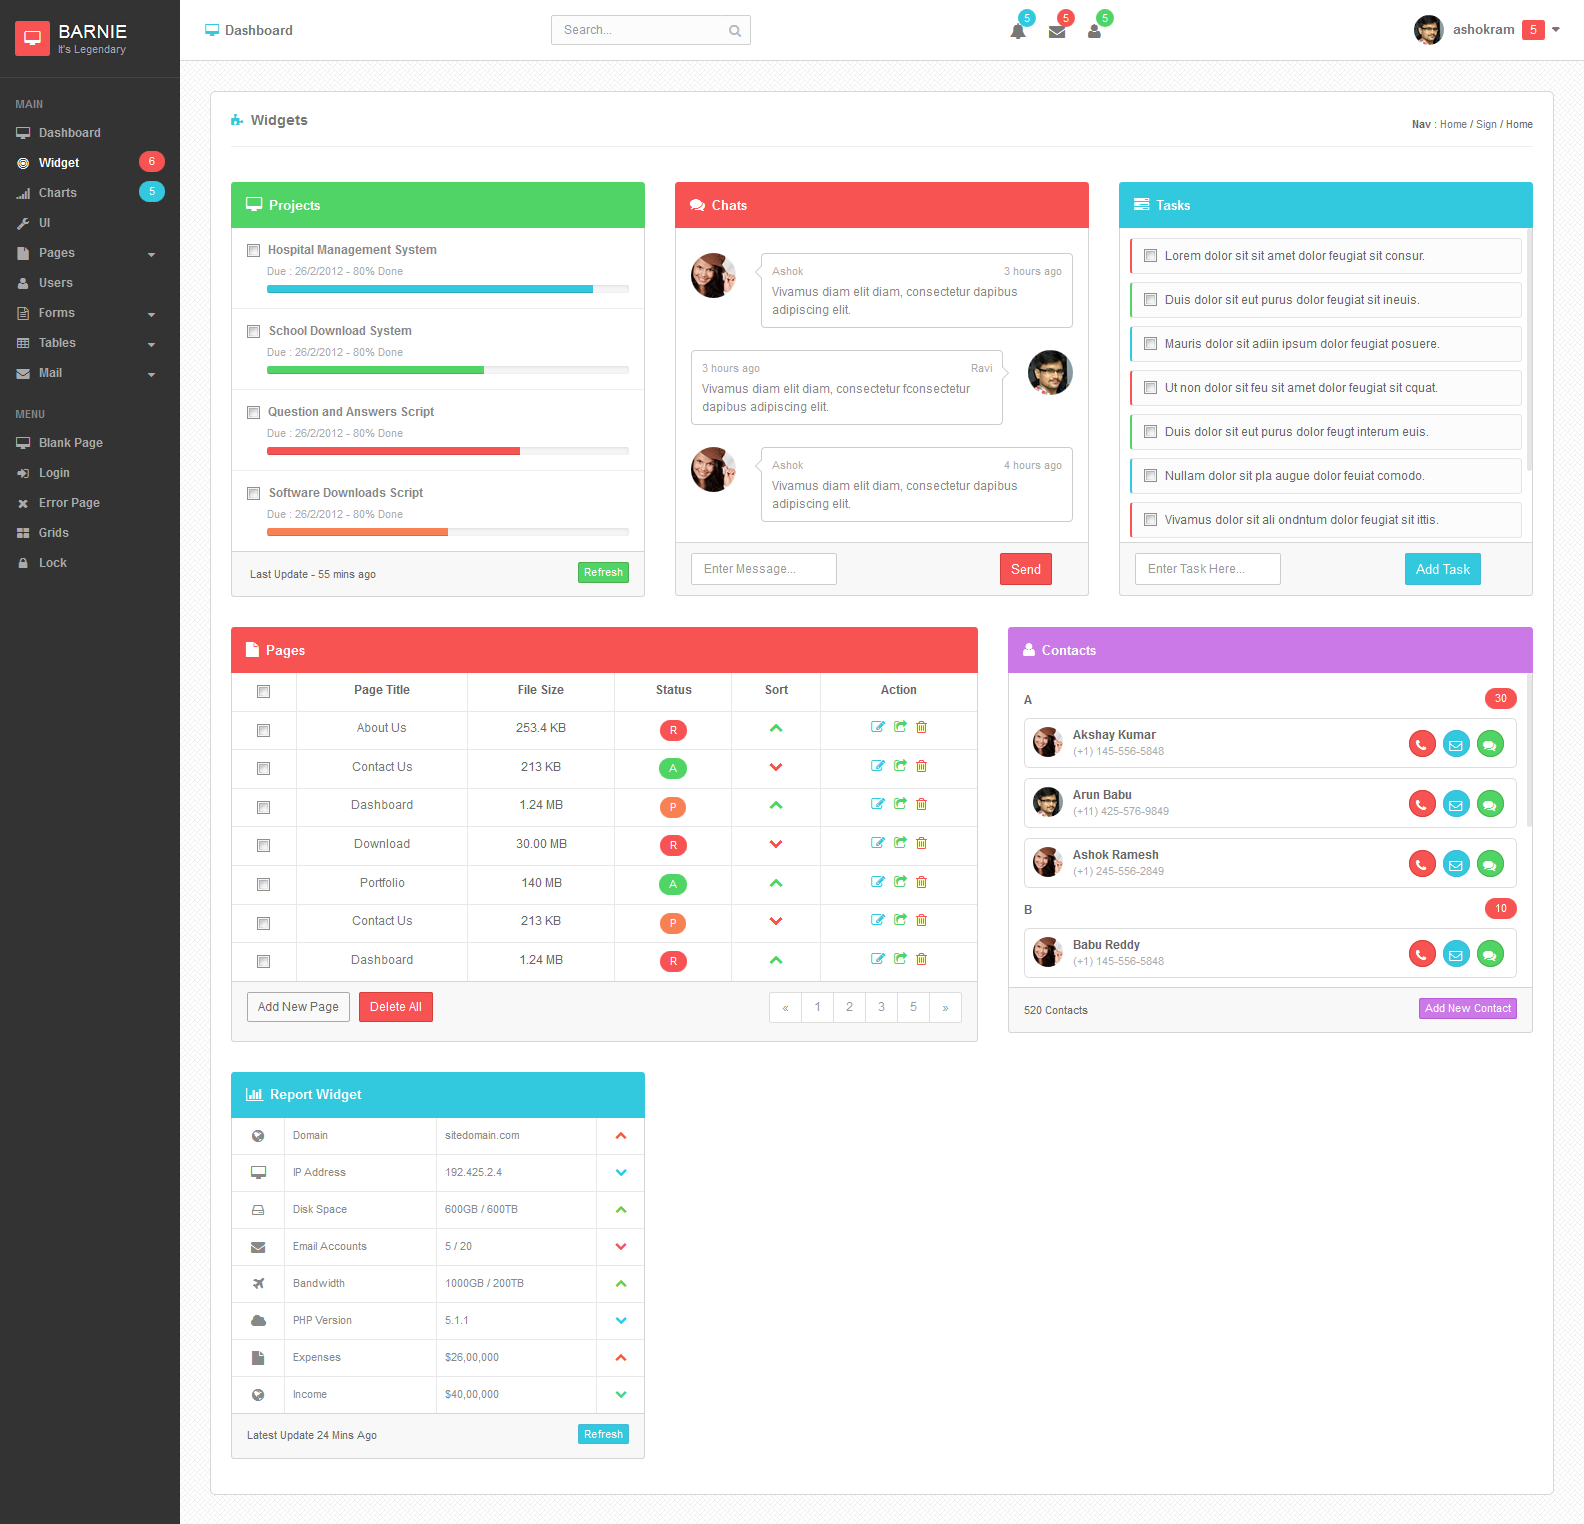 BARNIE
It's Legendary
Dashboard
Search...
5
5
5
ashokram 5
MAIN
Dashboard
Widget 6
Charts 5
UI
Pages
Users
Forms
Tables
Mail
MENU
Blank Page
Login
Error Page
Grids
Lock
Widgets
Nav : Home / Sign / Home
Projects
Hospital Management System
Due : 26/2/2012 - 80% Done
School Download System
Due : 26/2/2012 - 80% Done
Question and Answers Script
Due : 26/2/2012 - 80% Done
Software Downloads Script
Due : 26/2/2012 - 80% Done
Last Update - 55 mins ago Refresh
Chats
Ashok 3 hours ago
Vivamus diam elit diam, consectetur dapibus
adipiscing elit.
3 hours ago Ravi
Vivamus diam elit diam, consectetur fconsectetur
dapibus adipiscing elit.
Ashok 4 hours ago
Vivamus diam elit diam, consectetur dapibus
adipiscing elit.
Enter Message... Send
Tasks
Lorem dolor sit sit amet dolor feugiat sit consur.
Duis dolor sit eut purus dolor feugiat sit ineuis.
Mauris dolor sit adiin ipsum dolor feugiat posuere.
Ut non dolor sit feu sit amet dolor feugiat sit cquat.
Duis dolor sit eut purus dolor feugt interum euis.
Nullam dolor sit pla augue dolor feuiat comodo.
Vivamus dolor sit ali ondntum dolor feugiat sit ittis.
Enter Task Here... Add Task
Pages
Page Title File Size Status Sort Action
About Us 253.4 KB R
Contact Us 213 KB A
Dashboard 1.24 MB P
Download 30.00 MB R
Portfolio 140 MB A
Contact Us 213 KB P
Dashboard 1.24 MB R
Add New Page Delete All « 1 2 3 5 »
Contacts
A 30
Akshay Kumar
(+1) 145-556-5848
Arun Babu
(+11) 425-576-9849
Ashok Ramesh
(+1) 245-556-2849
B 10
Babu Reddy
(+1) 145-556-5848
520 Contacts Add New Contact
Report Widget
Domain sitedomain.com
IP Address 192.425.2.4
Disk Space 600GB / 600TB
Email Accounts 5 / 20
Bandwidth 1000GB / 200TB
PHP Version 5.1.1
Expenses $26,00,000
Income $40,00,000
Latest Update 24 Mins Ago Refresh